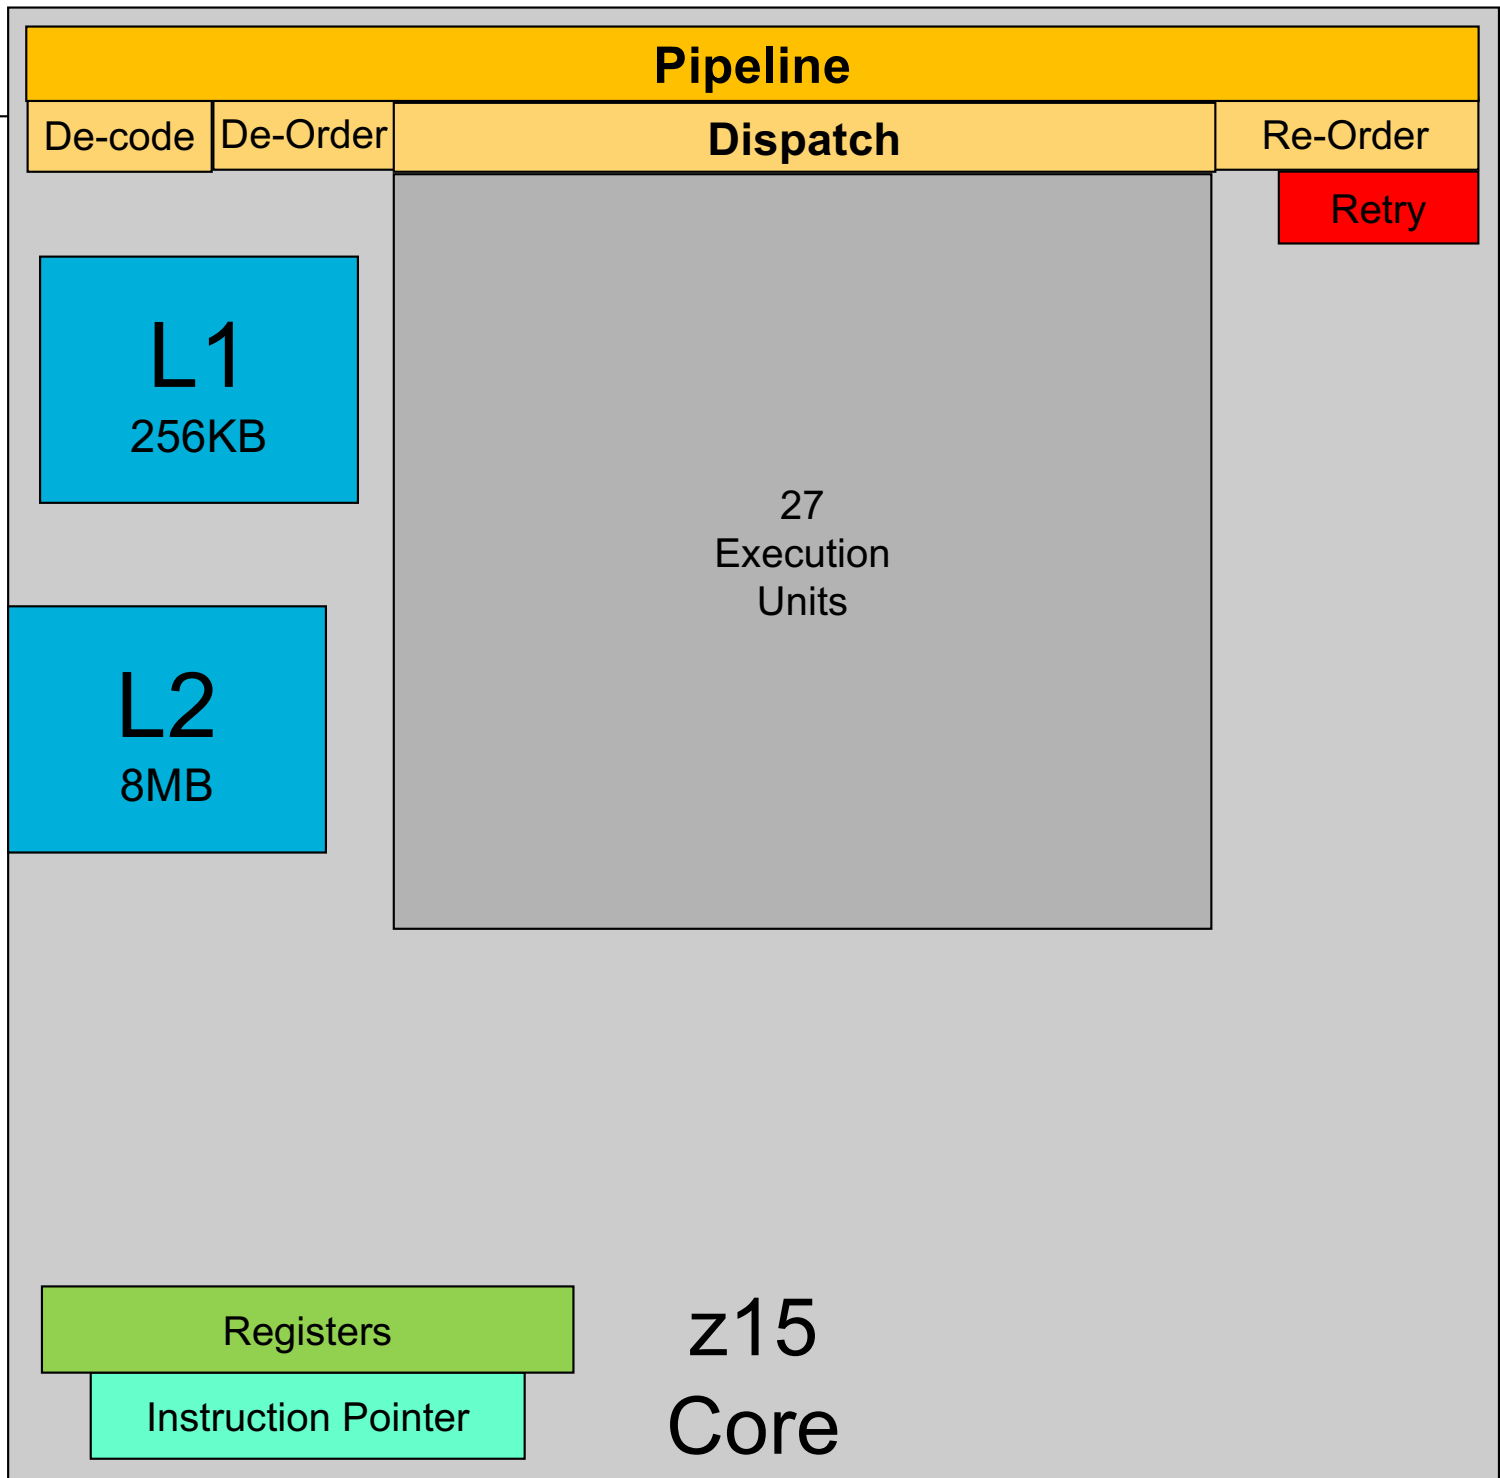 Pipeline
De-code
De-Order
Dispatch
Re-Order
Retry
L1
256KB
27
Execution
Units
L2
8MB
Registers
Instruction Pointer
z15
Core